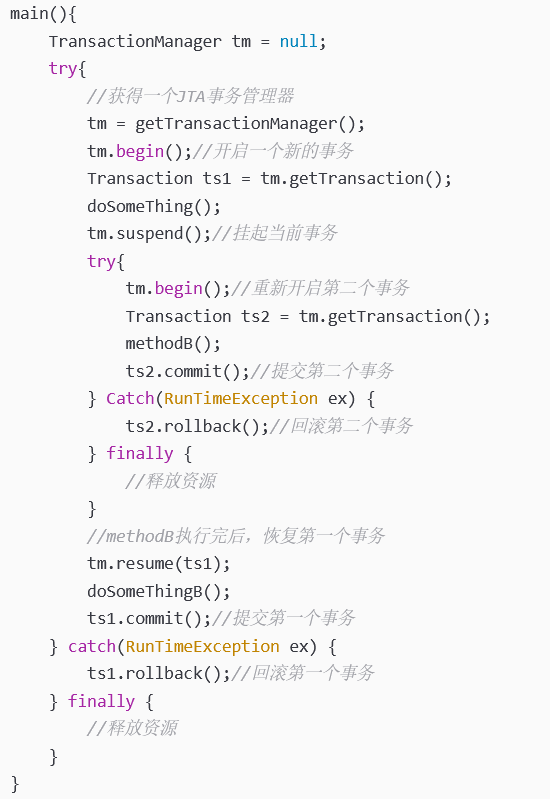 main(){
    TransactionManager tm = null;
    try{
        //获得一个JTA事务管理器
        tm = getTransactionManager();
        tm.begin();//开启一个新的事务
        Transaction ts1 = tm.getTransaction();
        doSomeThing();
        tm.suspend();//挂起当前事务
        try{
            tm.begin();//重新开启第二个事务
            Transaction ts2 = tm.getTransaction();
            methodB();
            ts2.commit();//提交第二个事务
        } Catch(RunTimeException ex) {
            ts2.rollback();//回滚第二个事务
        } finally {
            //释放资源
        }
        //methodB执行完后，恢复第一个事务
        tm.resume(ts1);
        doSomeThingB();
        ts1.commit();//提交第一个事务
    } catch(RunTimeException ex) {
        ts1.rollback();//回滚第一个事务
    } finally {
        //释放资源
    }
}